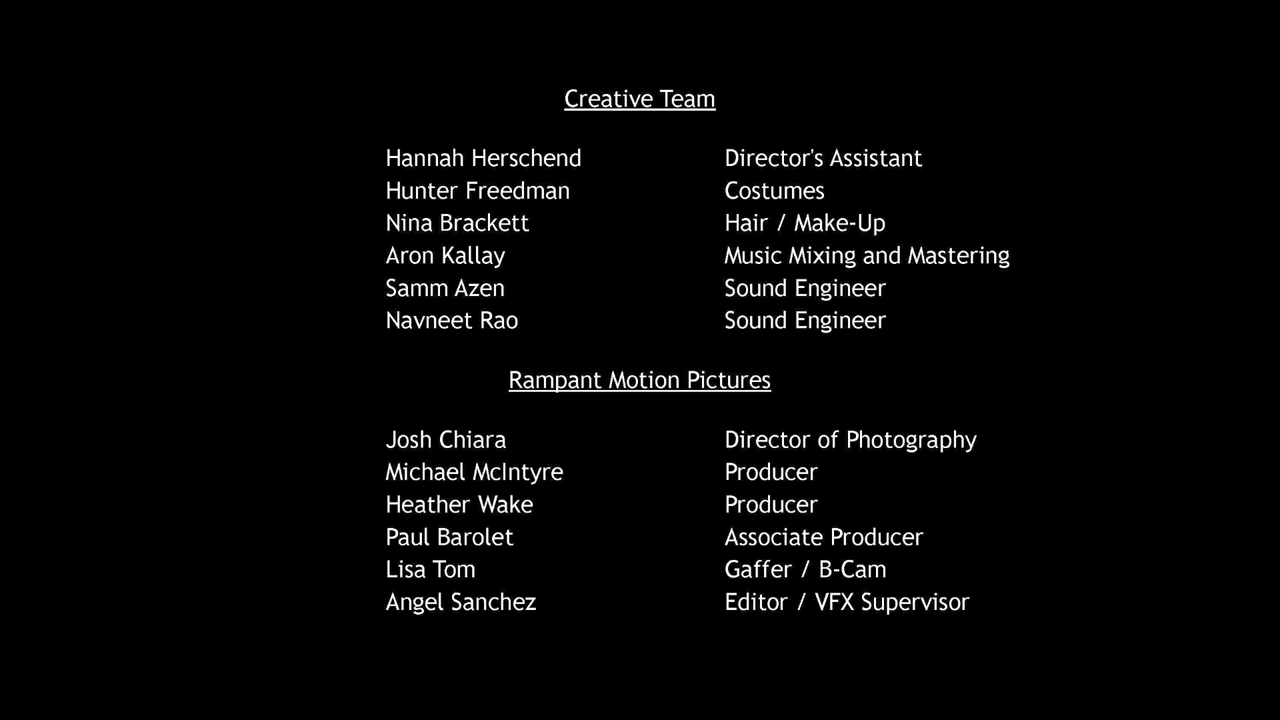 Creative Team
Hannah Herschend Director's Assistant
Hunter Freedman Costumes
Nina Brackett Hair / Make-Up
Aron Kallay Music Mixing and Mastering
Samm Azen Sound Engineer
Navneet Rao Sound Engineer
Rampant Motion Pictures
Josh Chiara Director of Photography
Michael McIntyre Producer
Heather Wake Producer
Paul Barolet Associate Producer
Lisa Tom Gaffer / B-Cam
Angel Sanchez Editor / VFX Supervisor